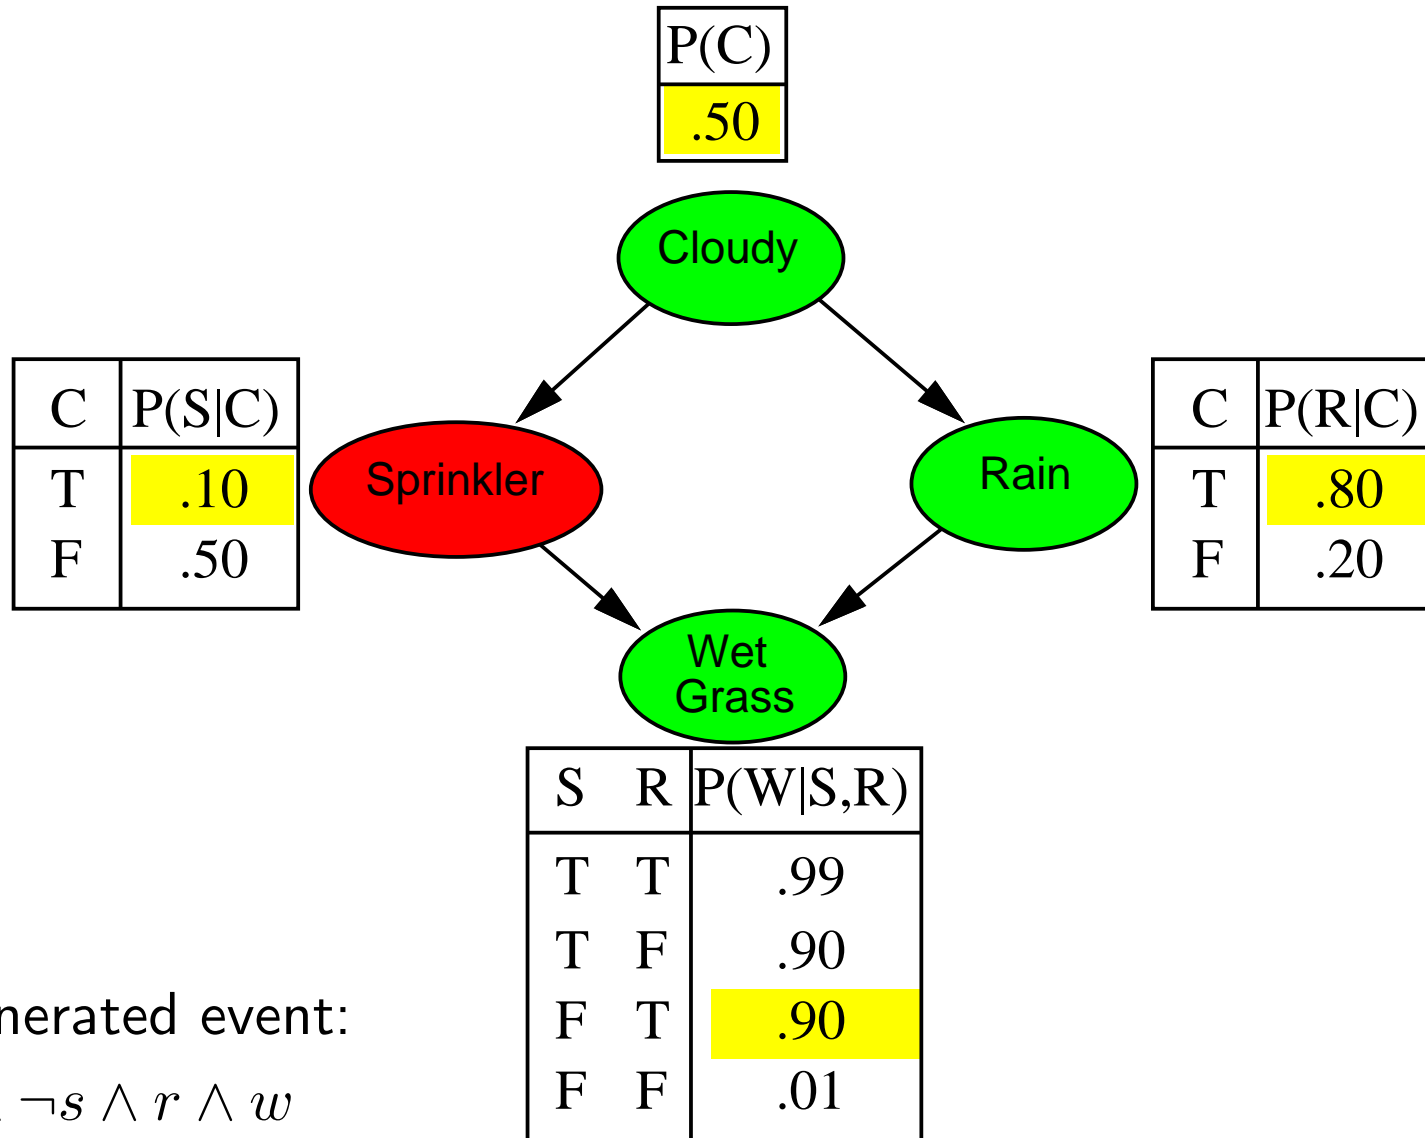 P(C)
.50
Cloudy
C P(S|C)
T .10
F .50
Sprinkler
Rain
C P(R|C)
T .80
F .20
Wet
Grass
S R P(W|S,R)
T T .99
T F .90
F T .90
F F .01
nerated event:
¬s ∧ r ∧ w